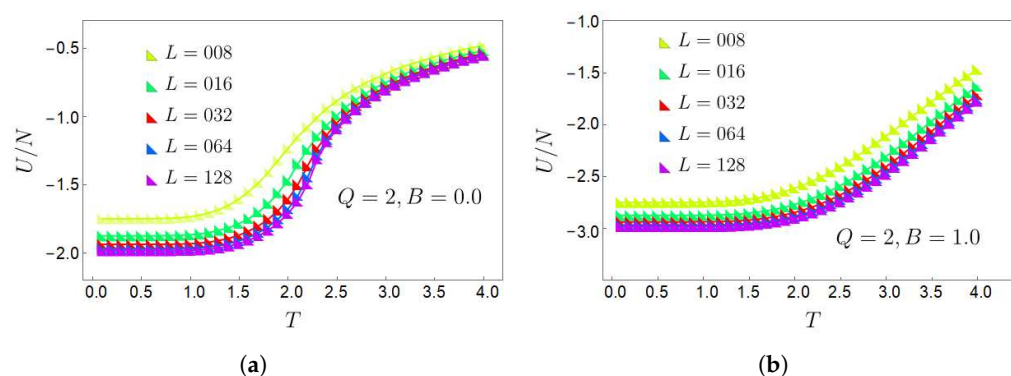 −0.5
−1.0
−1.5
−2.0
U/N
L = 008
L = 016
L = 032
L = 064
L = 128
Q = 2, B = 0.0
0.0 0.5 1.0 1.5 2.0 2.5 3.0 3.5 4.0
T
(a)
−1.0
−1.5
−2.0
−2.5
−3.0
U/N
L = 008
L = 016
L = 032
L = 064
L = 128
Q = 2, B = 1.0
0.0 0.5 1.0 1.5 2.0 2.5 3.0 3.5 4.0
T
(b)